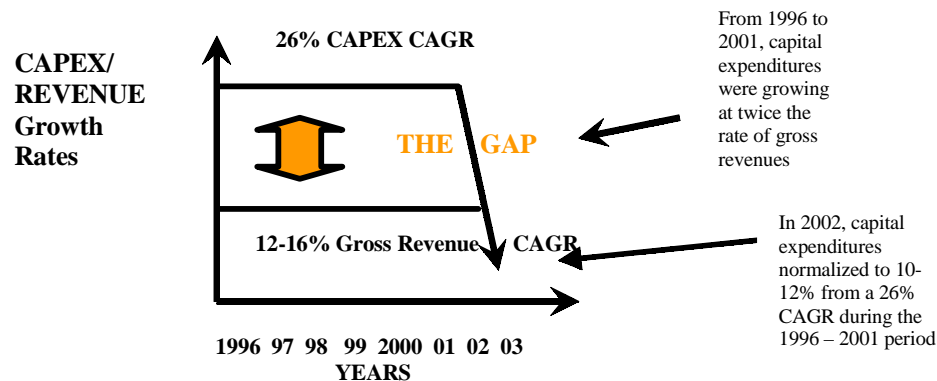 26% CAPEX CAGR
CAPEX/
REVENUE
Growth
Rates
THE GAP
12-16% Gross Revenue CAGR
1996 97 98 99 2000 01 02 03
YEARS
From 1996 to
2001, capital
expenditures
were growing
at twice the
rate of gross
revenues
In 2002, capital
expenditures
normalized to 10-
12% from a 26%
CAGR during the
1996 – 2001 period